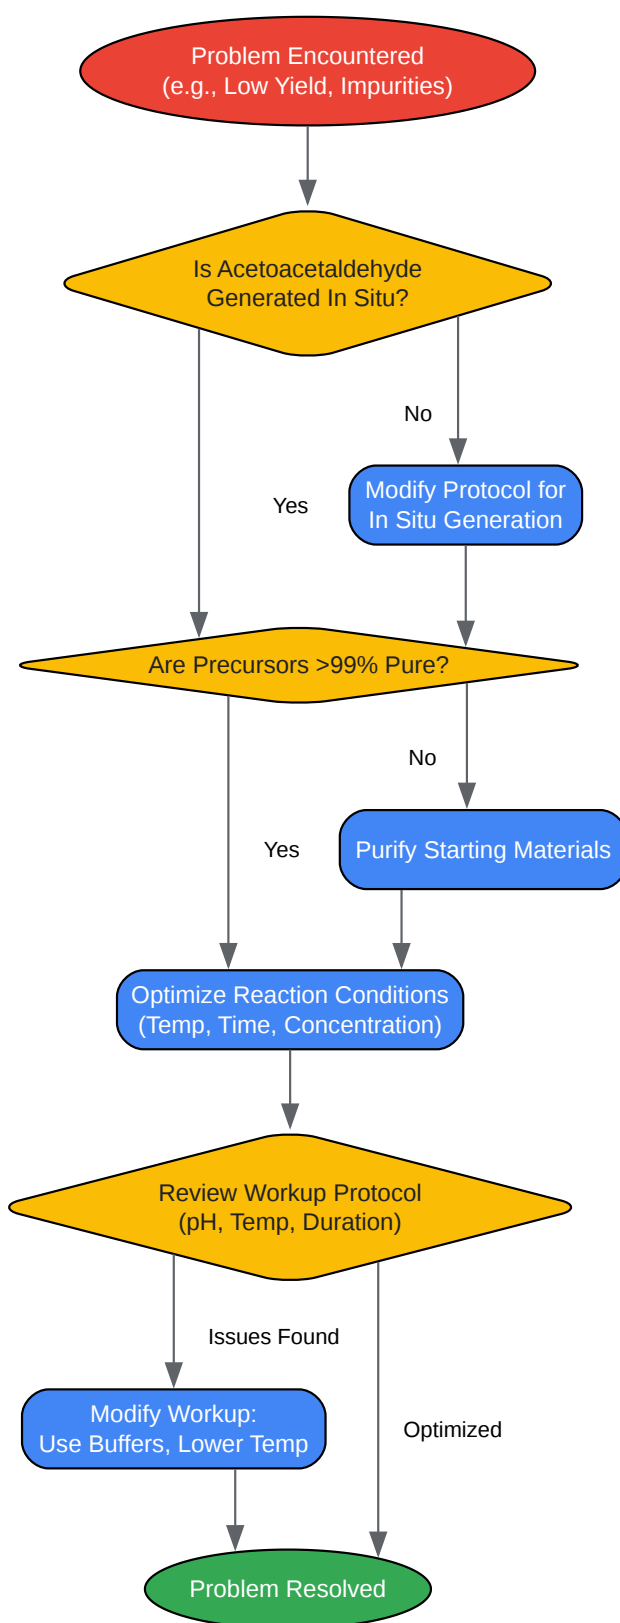 Problem Encountered
(e.g., Low Yield, Impurities)
Is Acetoacetaldehyde
Generated In Situ?
No
Yes
Modify Protocol for
In Situ Generation
Are Precursors >99% Pure?
No
Yes
Purify Starting Materials
Optimize Reaction Conditions
(Temp, Time, Concentration)
Review Workup Protocol
(pH, Temp, Duration)
Issues Found
Modify Workup:
Use Buffers, Lower Temp
Optimized
Problem Resolved